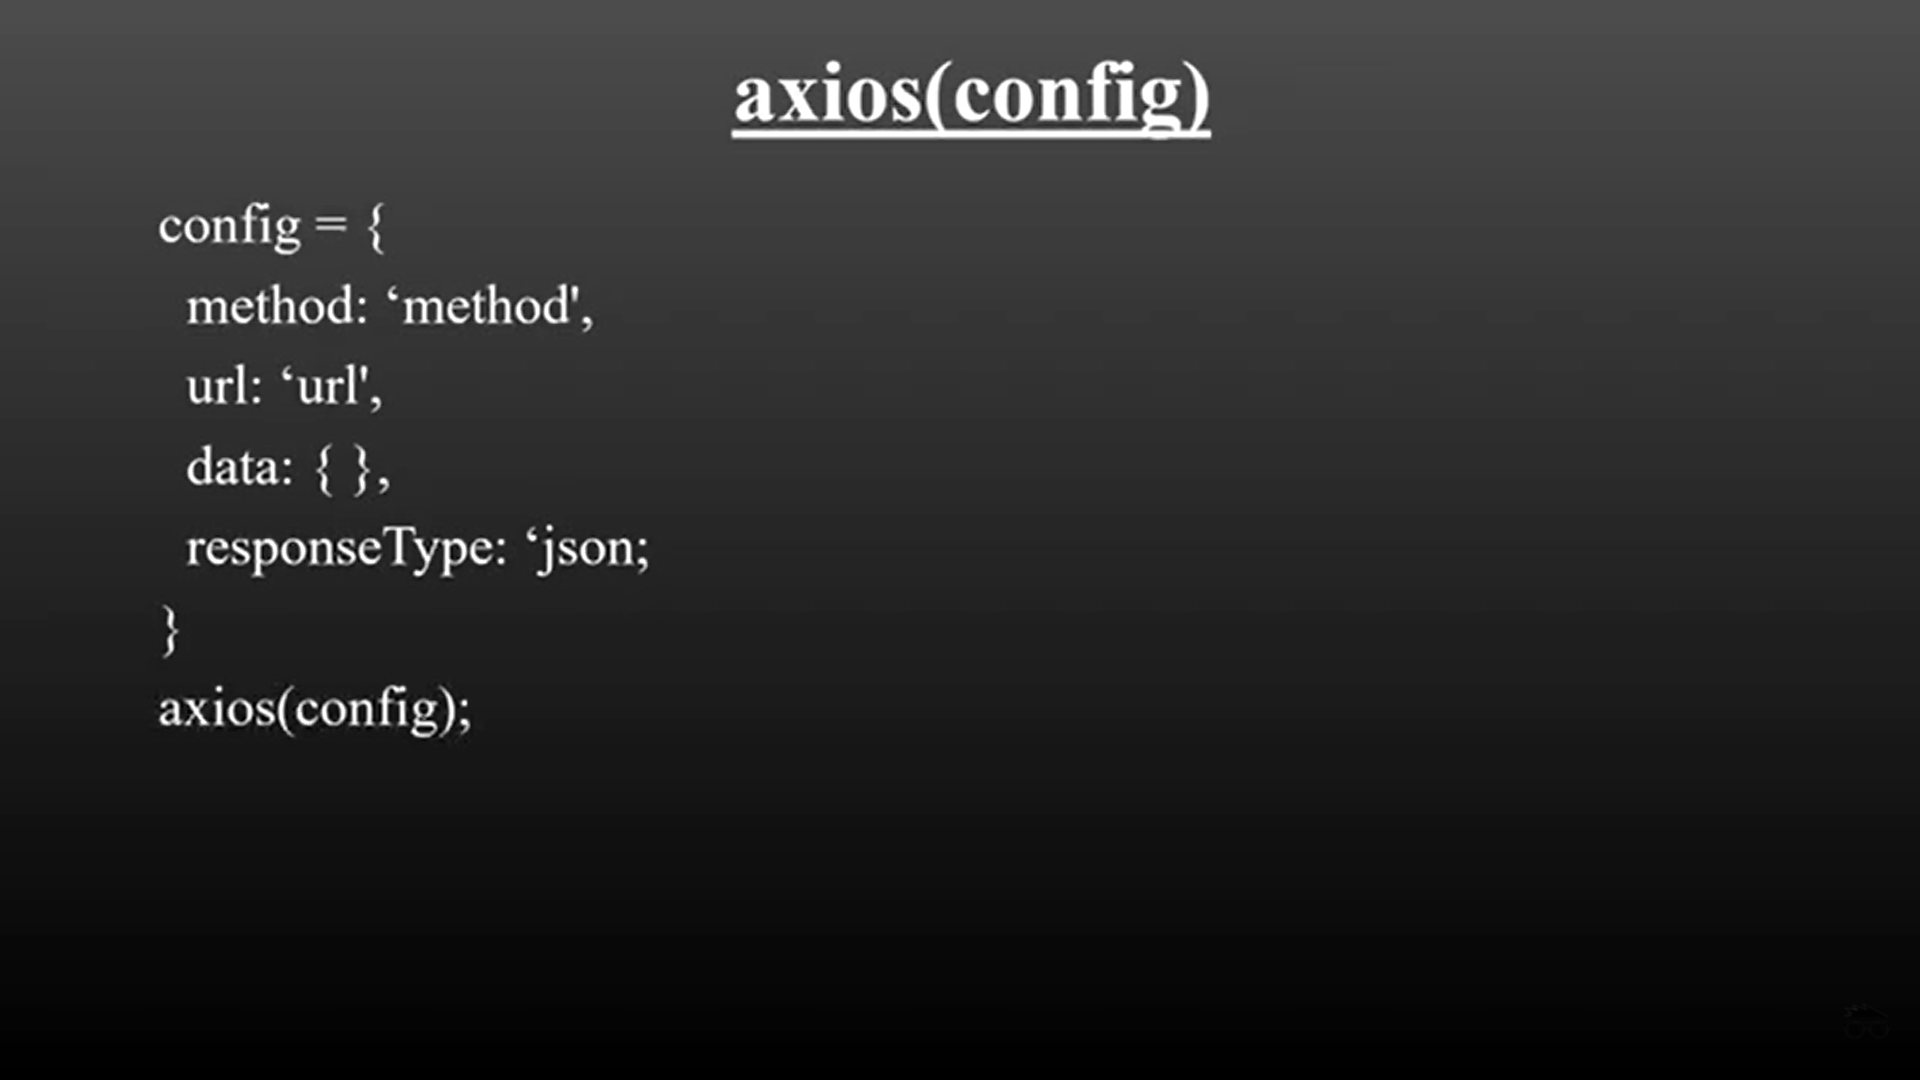 axios(config)
config = {
method: ‘method',
url: ‘url',
data: { },
responseType: ‘json;
}
axios(config);